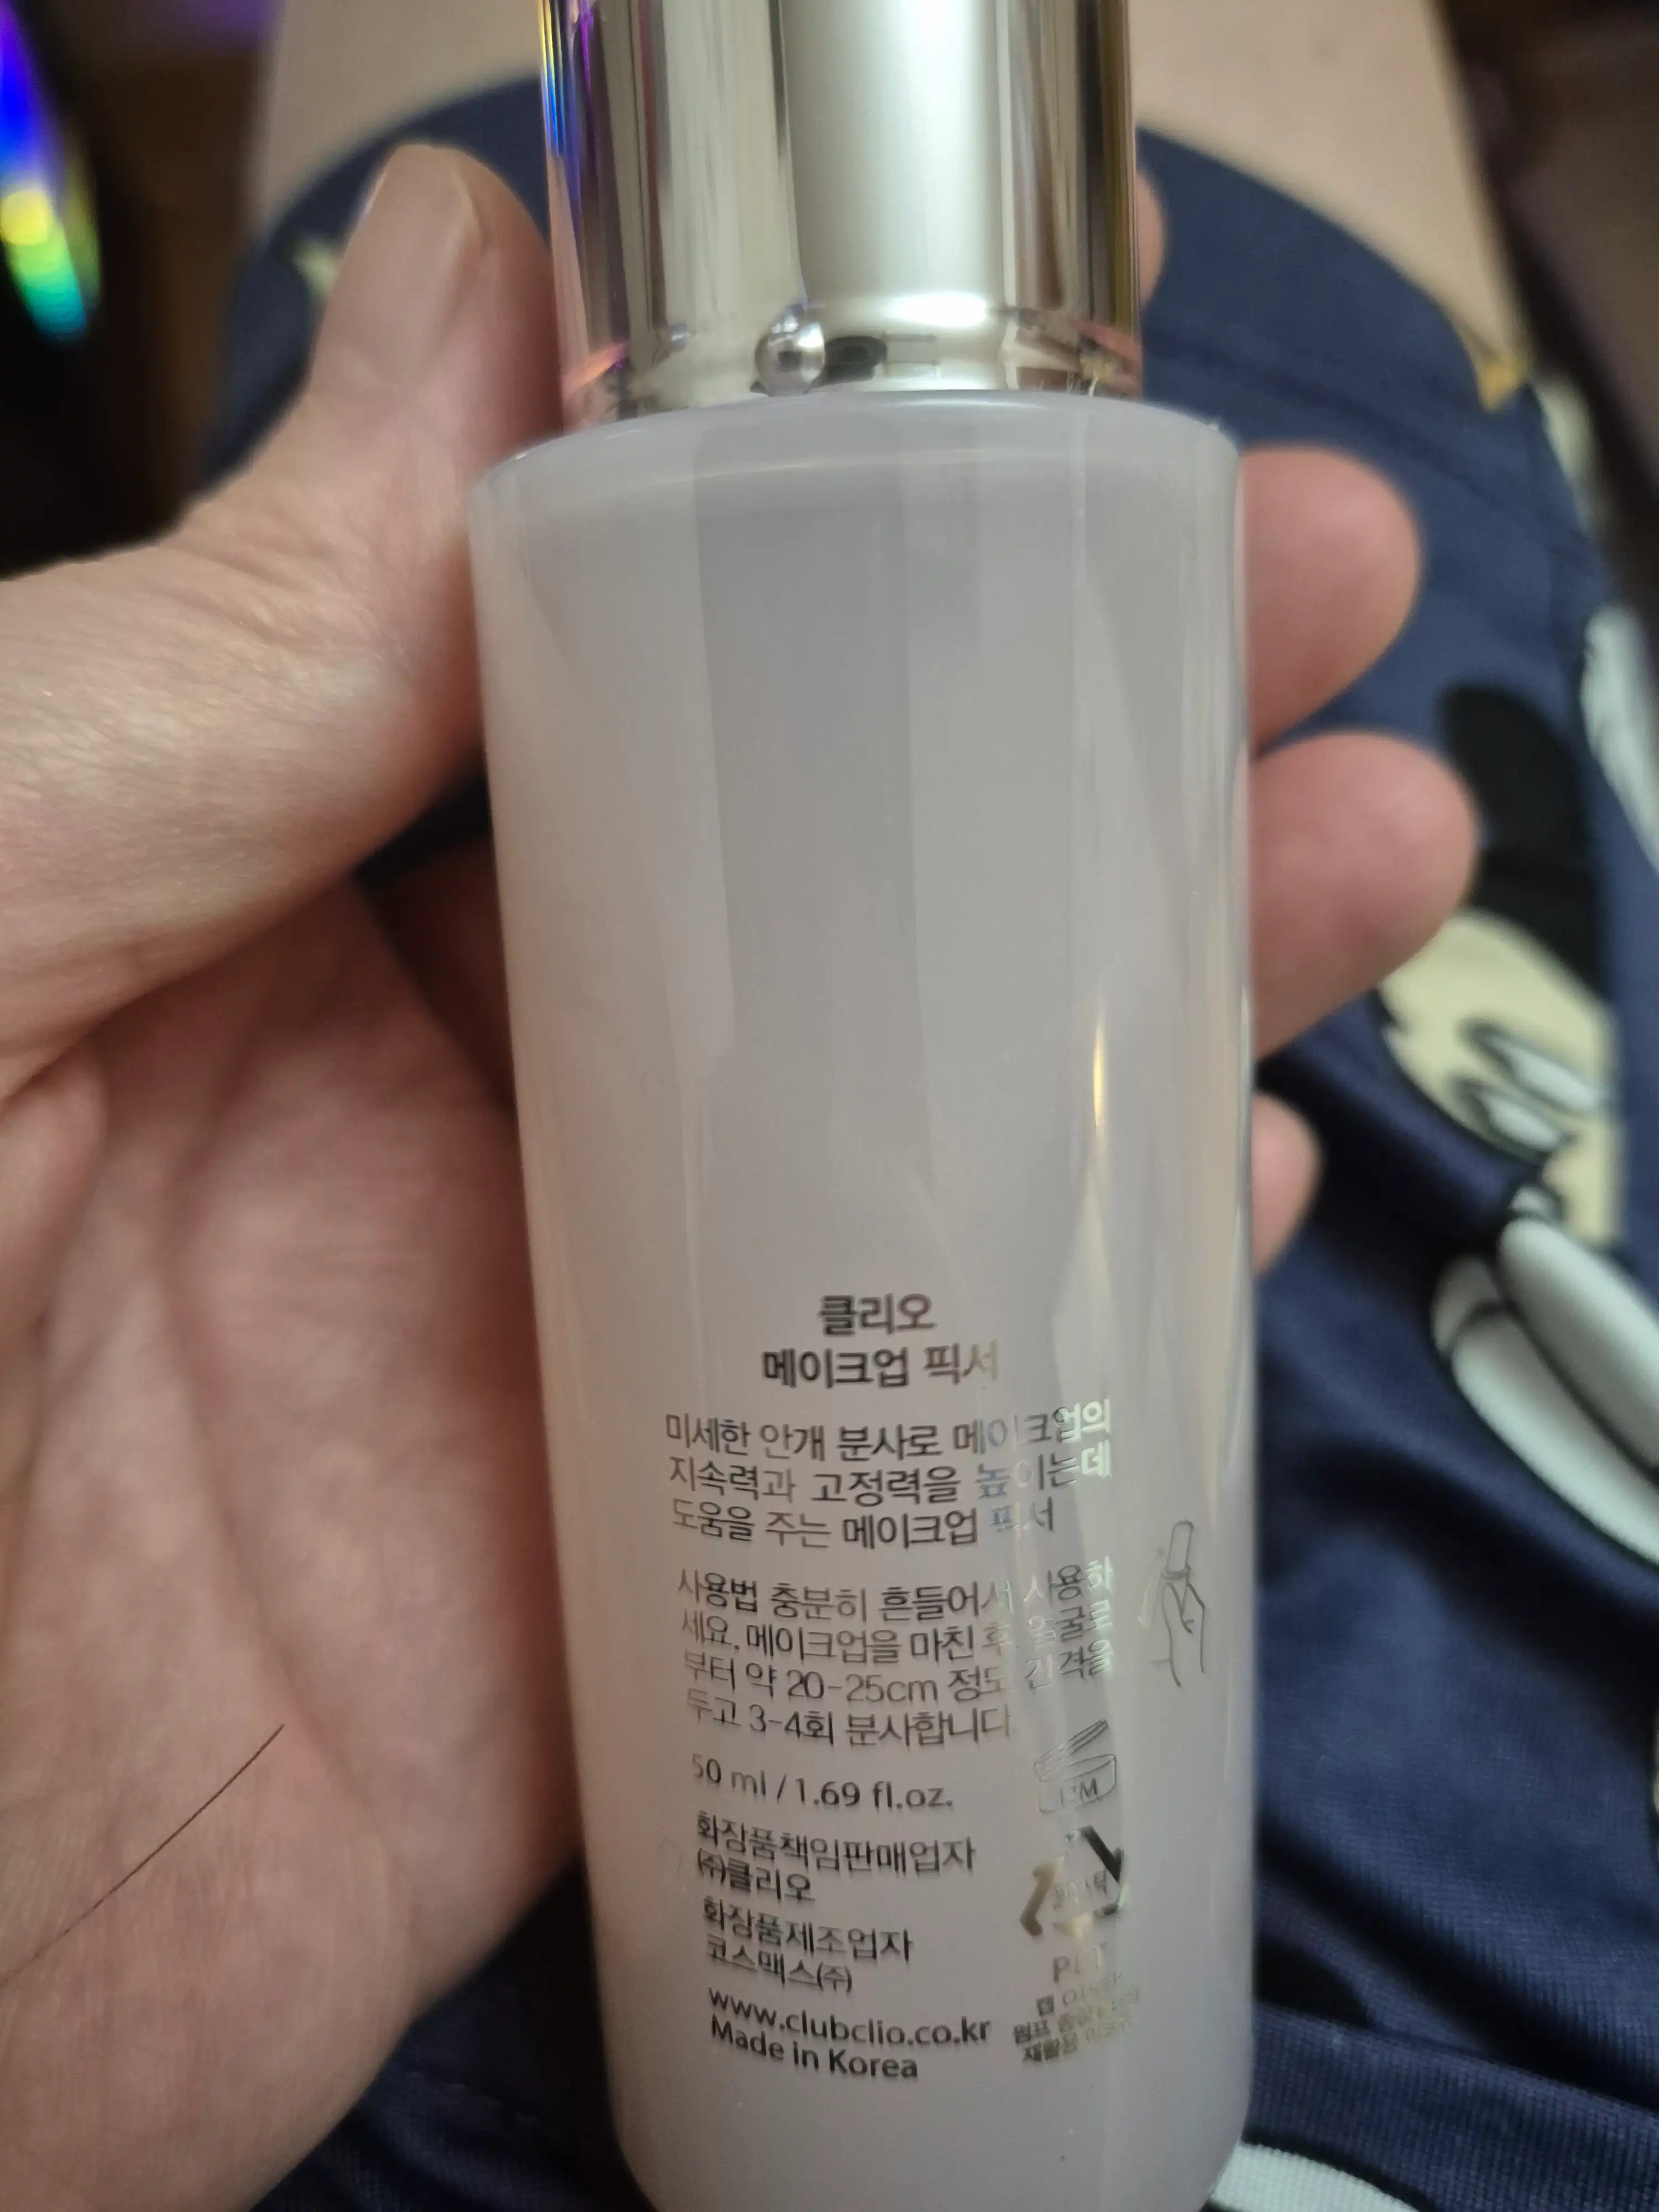 클리오
메이크업 픽서
미세한 안개 분사로 메이크업의
지속력과 고정력을 높이는데
도움을 주는 메이크업 픽서
사용법 충분히 흔들어서 사용하
세요. 메이크업을 마친 후 얼굴로
부터 약 20-25cm 정도 간격을
두고 3-4회 분사합니다.
50 ml / 1.69 fl.oz.
12M
화장품책임판매업자
㈜클리오
화장품제조업자
코스맥스(주)
www.clubclio.co.kr
Made in Korea
PET
캡
펌프
재활용